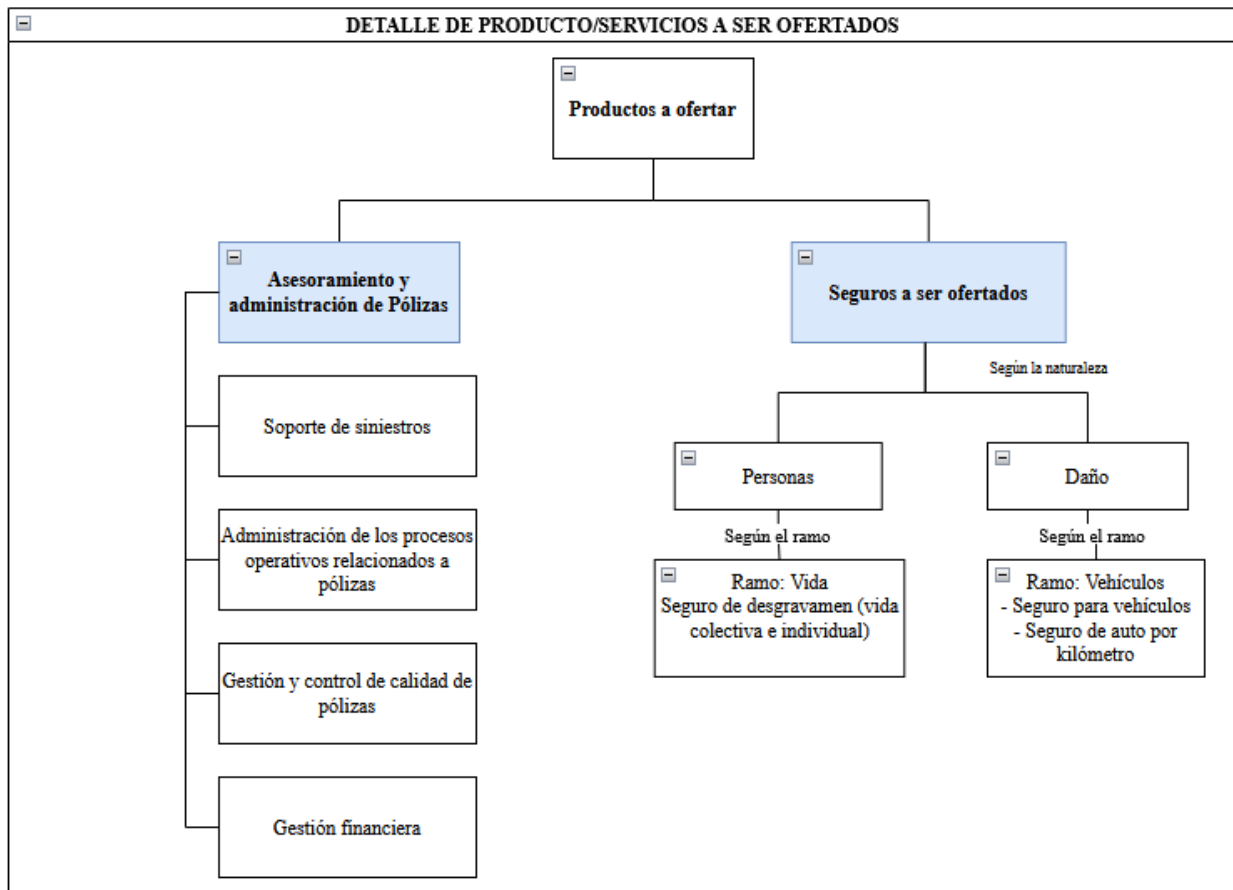 DETALLE DE PRODUCTO/SERVICIOS A SER OFERTADOS
Productos a ofertar
Asesoramiento y
administración de Pólizas
Soporte de siniestros
Administración de los procesos
operativos relacionados a
pólizas
Gestión y control de calidad de
pólizas
Gestión financiera
Seguros a ser ofertados
Según la naturaleza
Personas
Según el ramo
Ramo: Vida
Seguro de desgravamen (vida
colectiva e individual)
Daño
Según el ramo
Ramo: Vehículos
- Seguro para vehículos
- Seguro de auto por
kilómetro